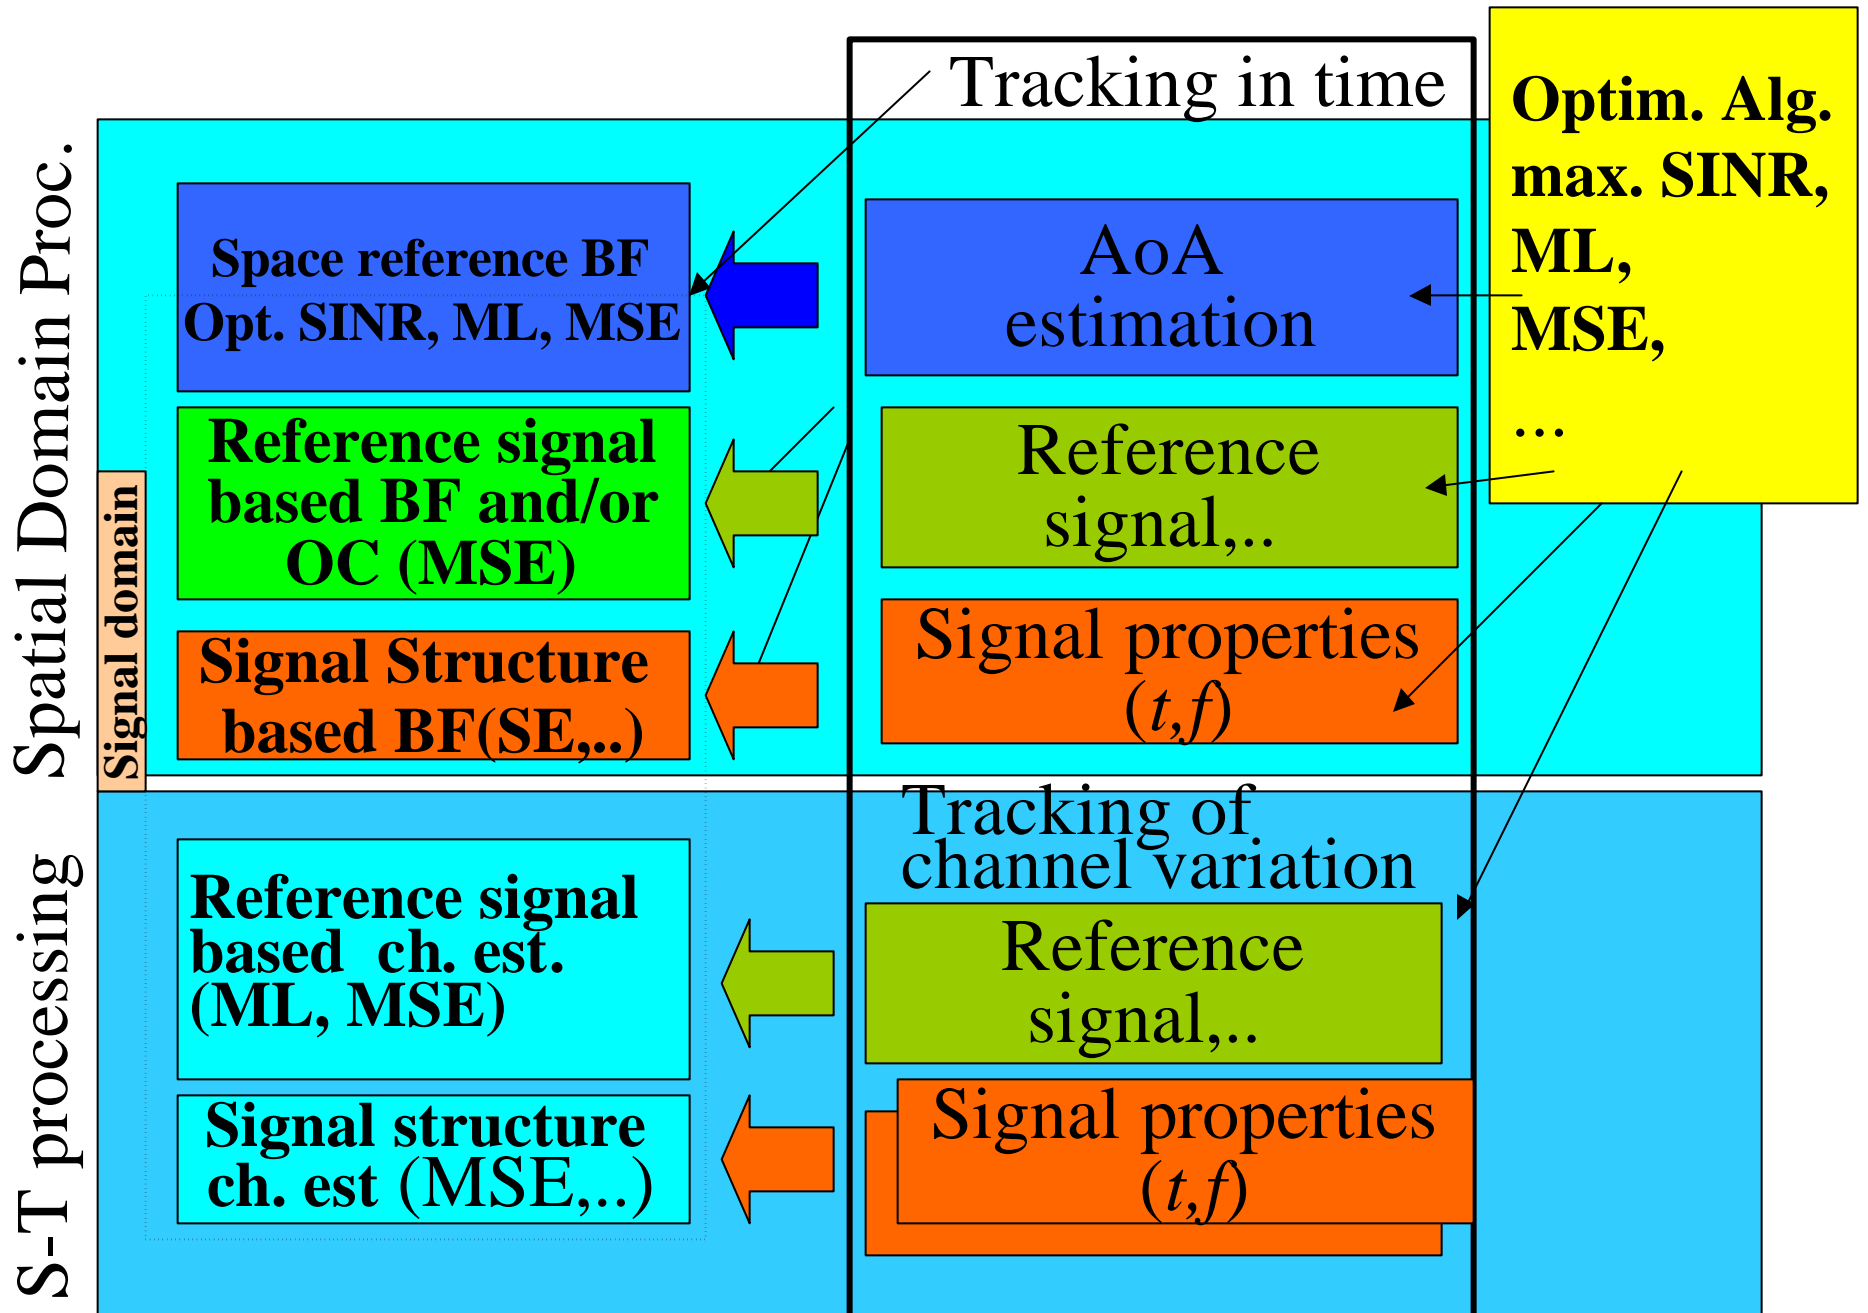 Tracking in time
Optim. Alg.
max. SINR,
ML,
MSE,
...
Spatial Domain Proc.
Space reference BF
Opt. SINR, ML, MSE
AoA
estimation
Reference signal
based BF and/or
OC (MSE)
Reference
signal,..
Signal domain
Signal Structure
based BF(SE,..)
Signal properties
(t,f)
S-T processing
Tracking of
channel variation
Reference signal
based ch. est.
(ML, MSE)
Reference
signal,..
Signal structure
ch. est (MSE,..)
Signal properties
(t,f)